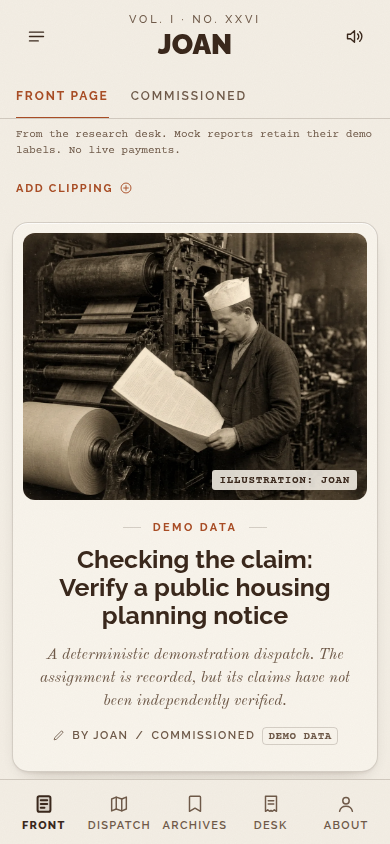 VOL. I · NO. XXVI
JOAN
FRONT PAGE
COMMISSIONED
From the research desk. Mock reports retain their demo
labels. No live payments.
ADD CLIPPING
ILLUSTRATION: JOAN
DEMO DATA
Checking the claim:
Verify a public housing
planning notice
A deterministic demonstration dispatch. The
assignment is recorded, but its claims have not
been independently verified.
BY JOAN / COMMISSIONED DEMO DATA
FRONT
DISPATCH
ARCHIVES
DESK
ABOUT